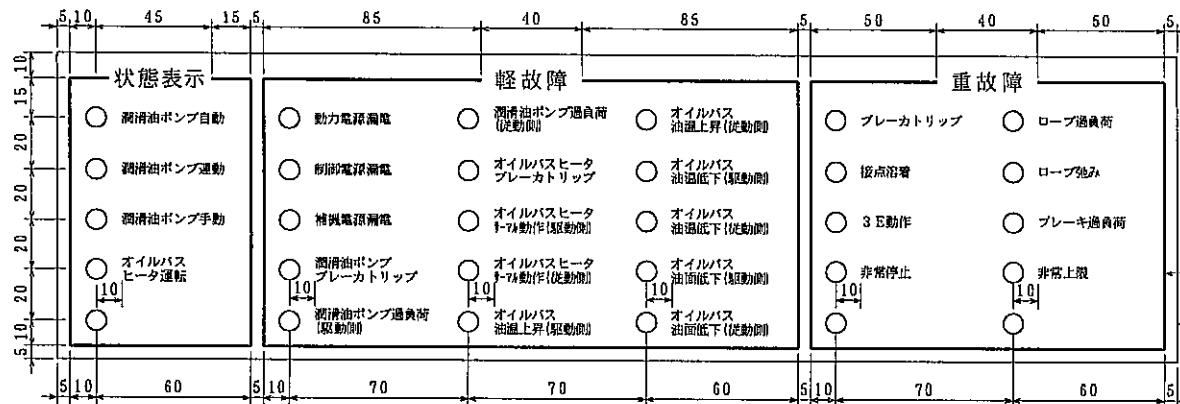 5 10 45 15 5 85 40 85 5 50 40 50 5
状態表示
軽故障
重故障
10 15 20 20 20 20 10 5
潤滑油ポンプ自動
潤滑油ポンプ連動
潤滑油ポンプ手動
オイルバス
ヒータ運転
10
動力電源漏電
制御電源漏電
補機電源漏電
潤滑油ポンプ
ブレーカトリップ
10
潤滑油ポンプ過負荷
(駆動側)
潤滑油ポンプ過負荷
(従動側)
オイルバスヒータ
ブレーカトリップ
オイルバスヒータ
サーマル動作(駆動側)
オイルバスヒータ
サーマル動作(従動側)
10
オイルバス
油温上昇(駆動側)
オイルバス
油温上昇(従動側)
オイルバス
油温低下(駆動側)
オイルバス
油温低下(従動側)
オイルバス
油面低下(駆動側)
10
オイルバス
油面低下(従動側)
ブレーカトリップ
接点溶着
3E動作
非常停止
10
ロープ過負荷
ロープ弛み
ブレーキ過負荷
非常上限
10
5 10 60 5 10 70 70 60 5 10 70 60 5